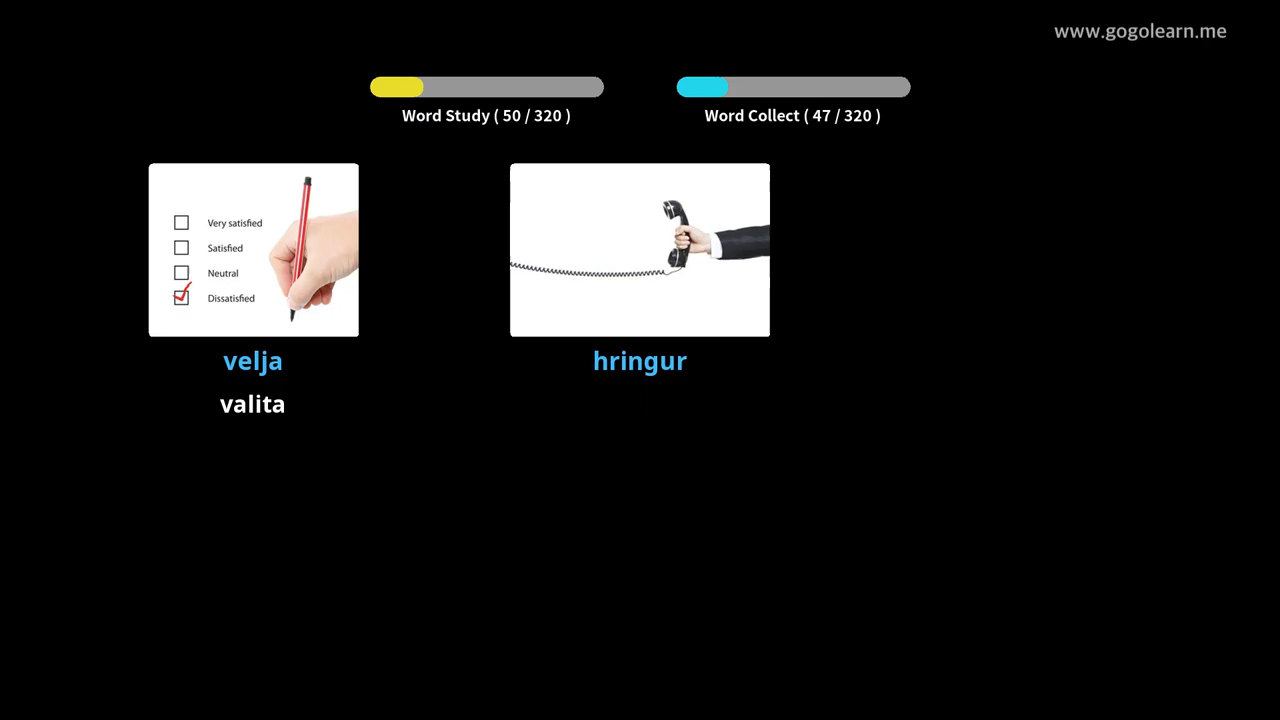 www.gogolearn.me
Word Study ( 50 / 320 )
Word Collect ( 47 / 320 )
Very satisfied
Satisfied
Neutral
Dissatisfied
velja
hringur
valita